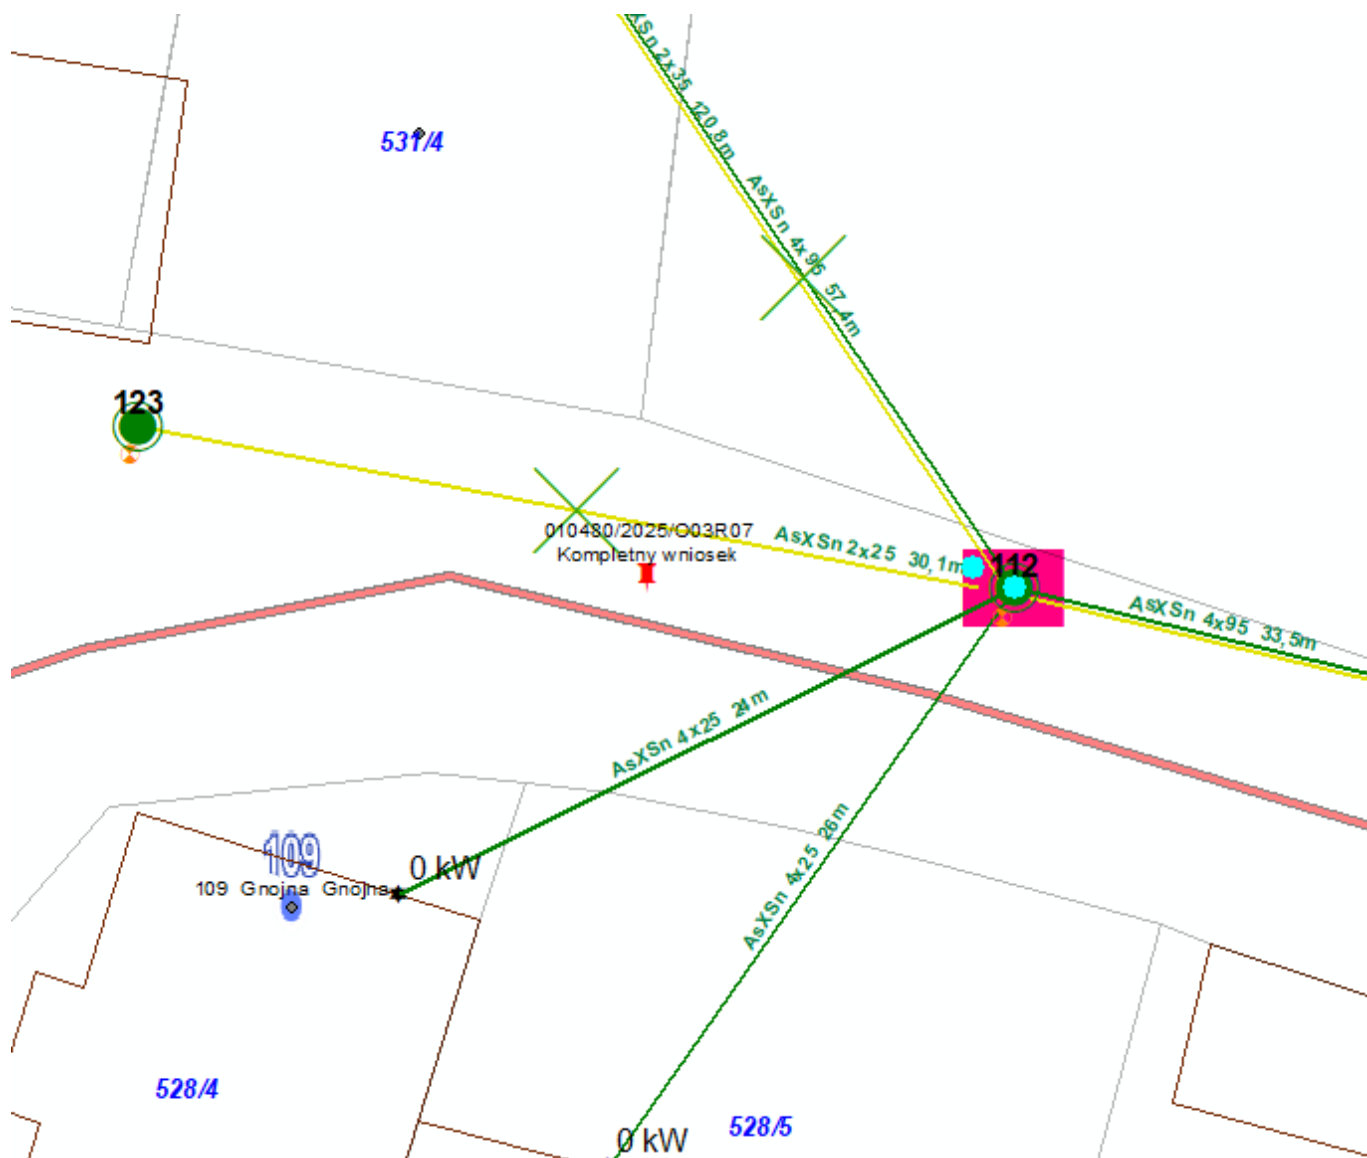 AsXSn 2x35 120,8m
531/4
AsXSn 4x95 57,4m
123
010480/2025/O03R07
Kompletny wniosek
AsXSn 2x25 30,1m
112
AsXSn 4x95 33,5m
AsXSn 4x25 24m
AsXSn 4x25 26m
109
0 kW
109 Gnojna Gnojna
528/4
528/5
0 kW